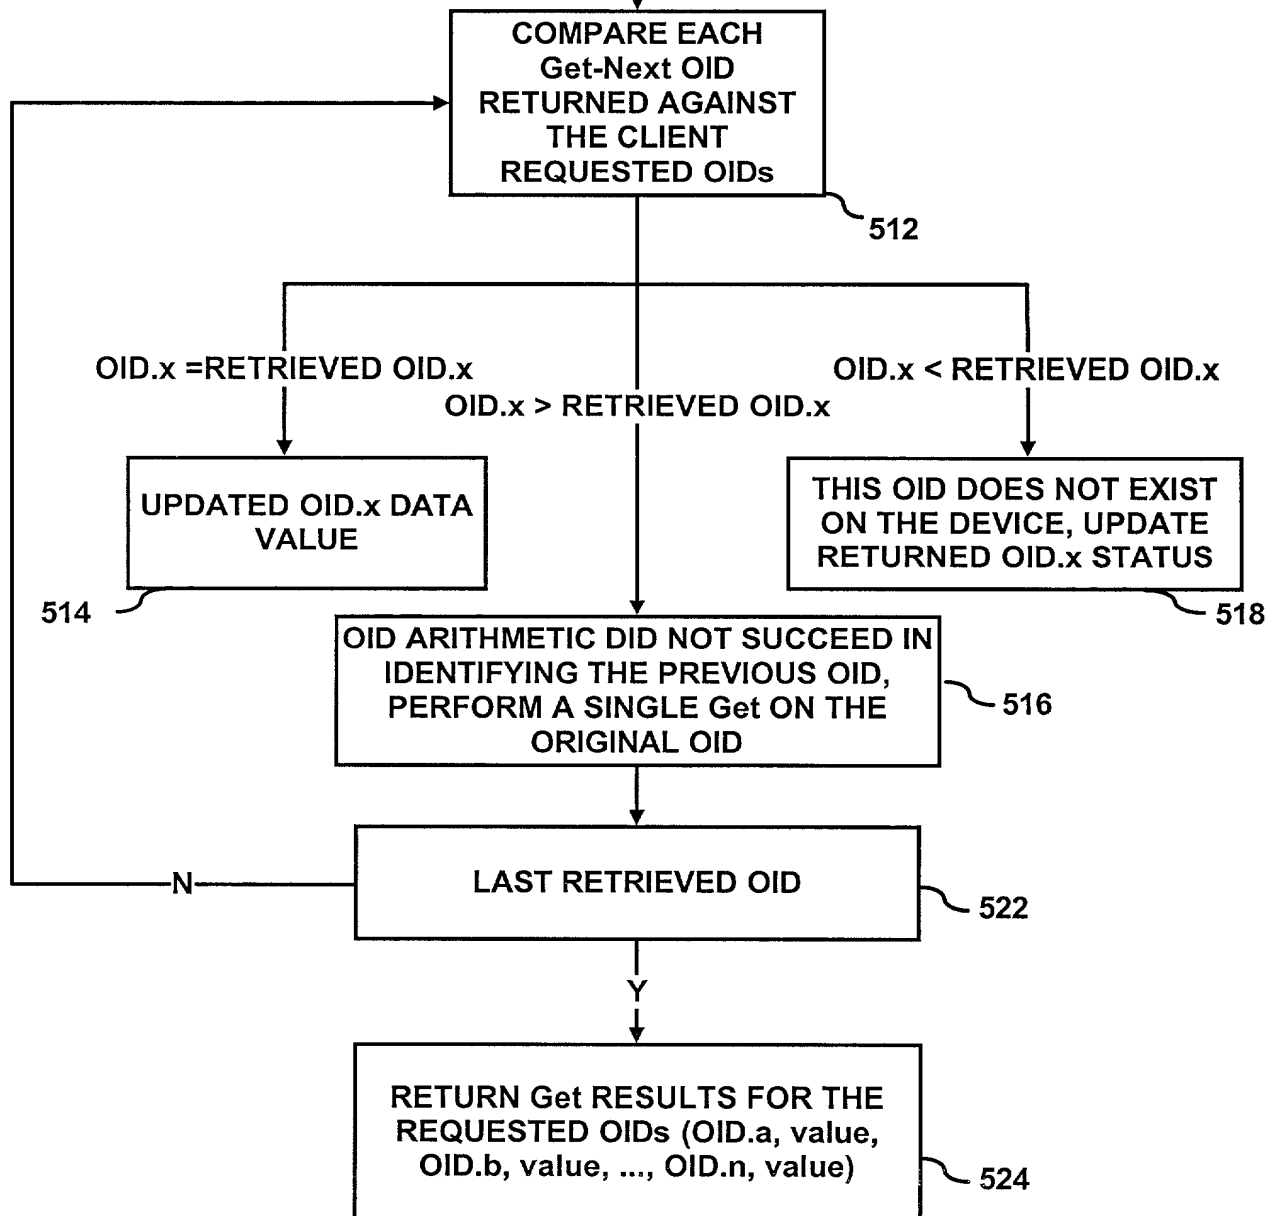 COMPARE EACH
Get-Next OID
RETURNED AGAINST
THE CLIENT
REQUESTED OIDs
512
OID.x =RETRIEVED OID.x
OID.x > RETRIEVED OID.x
OID.x < RETRIEVED OID.x
UPDATED OID.x DATA
VALUE
514
THIS OID DOES NOT EXIST
ON THE DEVICE, UPDATE
RETURNED OID.x STATUS
518
OID ARITHMETIC DID NOT SUCCEED IN
IDENTIFYING THE PREVIOUS OID,
PERFORM A SINGLE Get ON THE
ORIGINAL OID
516
LAST RETRIEVED OID
522
N
Y
RETURN Get RESULTS FOR THE
REQUESTED OIDs (OID.a, value,
OID.b, value, ..., OID.n, value)
524